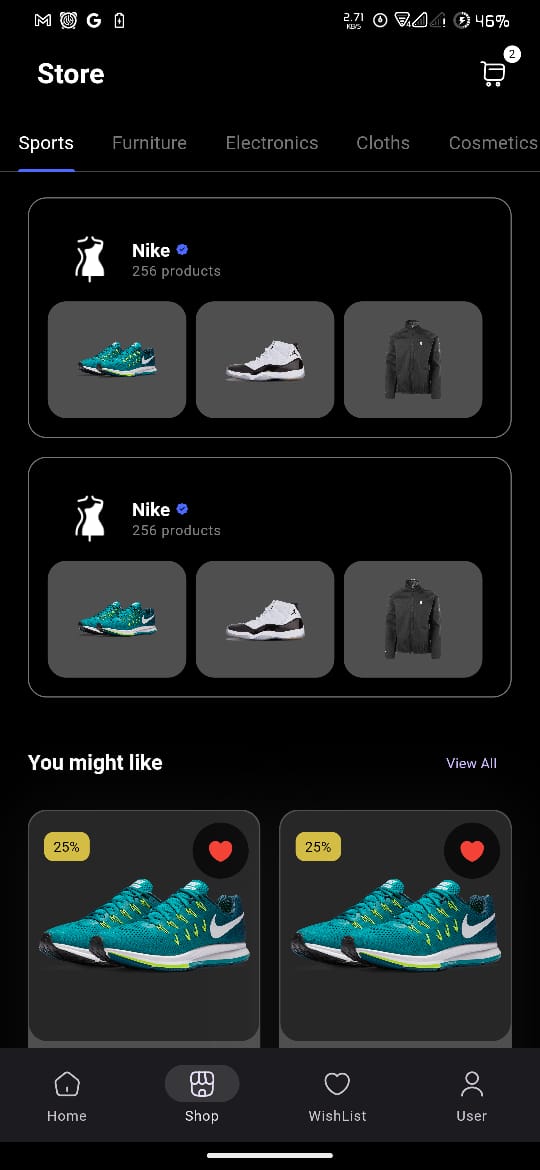 2.71
KB/S
46%
Store
2
Sports Furniture Electronics Cloths Cosmetics
Nike
256 products
Nike
256 products
You might like View All
25% 25%
Home Shop WishList User